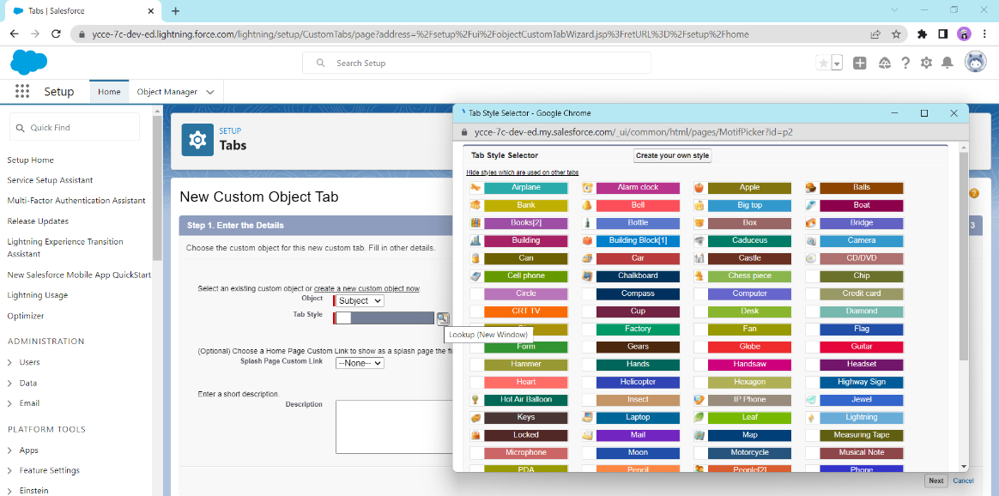 Tabs | Salesforce
ycce-7c-dev-ed.lightning.force.com/lightning/setup/CustomTabs/page?address=%2Fsetup%2Fui%2FobjectCustomTabWizard.jsp%3FretURL%3D%2Fsetup%2Fhome
Search Setup
Setup
Home
Object Manager
Quick Find
Setup Home
Service Setup Assistant
Multi-Factor Authentication Assistant
Release Updates
Lightning Experience Transition
Assistant
New Salesforce Mobile App QuickStart
Lightning Usage
Optimizer
ADMINISTRATION
Users
Data
Email
PLATFORM TOOLS
Apps
Feature Settings
Einstein
SETUP
Tabs
New Custom Object Tab
Step 1. Enter the Details
3
Choose the custom object for this new custom tab. Fill in other details.
Select an existing custom object or create a new custom object now.
Object
Subject
Tab Style
Lookup (New Window)
(Optional) Choose a Home Page Custom Link to show as a splash page the fi
Splash Page Custom Link
--None--
Enter a short description.
Description
Next
Cancel
Tab Style Selector - Google Chrome
ycce-7c-dev-ed.my.salesforce.com/_ui/common/html/pages/MotifPicker?id=p2
Tab Style Selector
Create your own style
Hide styles which are used on other tabs
Airplane Alarm clock Apple Balls
Bank Bell Big top Boat
Books[2] Bottle Box Bridge
Building Building Block[1] Caduceus Camera
Can Car Castle CD/DVD
Cell phone Chalkboard Chess piece Chip
Circle Compass Computer Credit card
CRT TV Cup Desk Diamond
Factory Fan Flag
Form Gears Globe Guitar
Hammer Hands Handsaw Headset
Heart Helicopter Hexagon Highway Sign
Hot Air Balloon Insect IP Phone Jewel
Keys Laptop Leaf Lightning
Locked Mail Map Measuring Tape
Microphone Moon Motorcycle Musical Note
PDA Pencil People[2] Phone